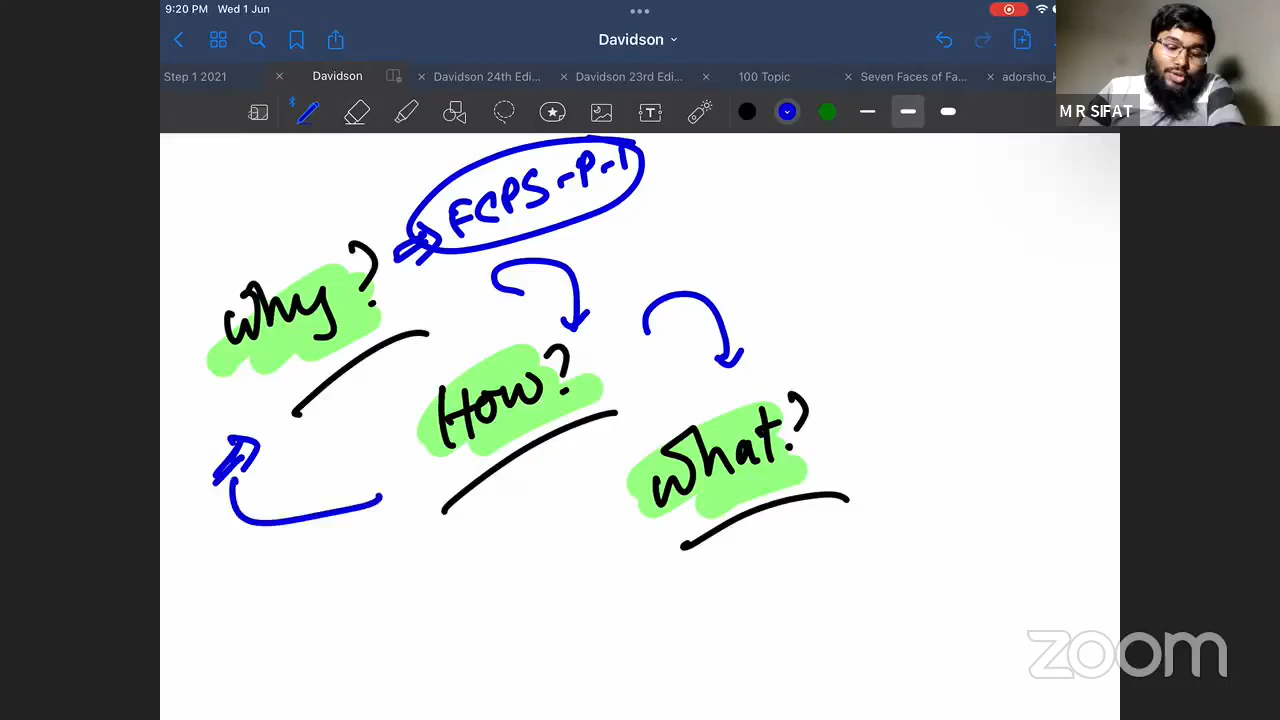 9:20 PM Wed 1 Jun
Davidson
Step 1 2021
Davidson
Davidson 24th Edi...
Davidson 23rd Edi...
100 Topic
Seven Faces of Fa...
adorsho_k
M R SIFAT
FCPS-P-1
Why?
How?
What?
zoom